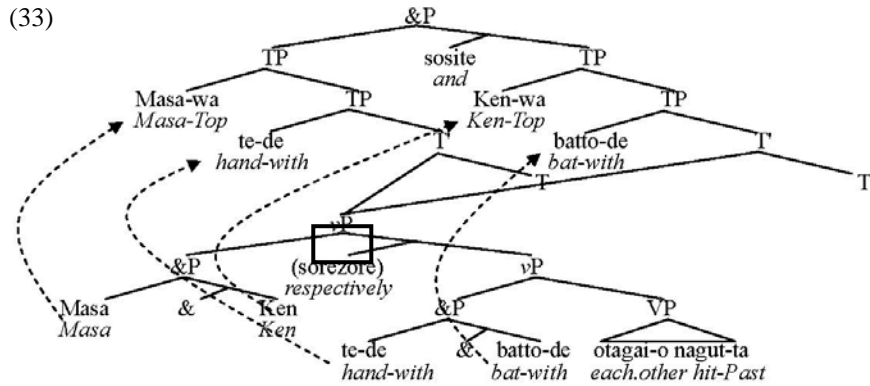 (33)
&P
TP sosite TP
and
Masa-wa TP Ken-wa TP
Masa-Top Ken-Top
te-de T' batto-de T'
hand-with bat-with
T T
vP
&P (sorezore) vP
respectively
Masa & Ken &P VP
Masa Ken
te-de & batto-de otagai-o nagut-ta
hand-with bat-with each.other hit-Past